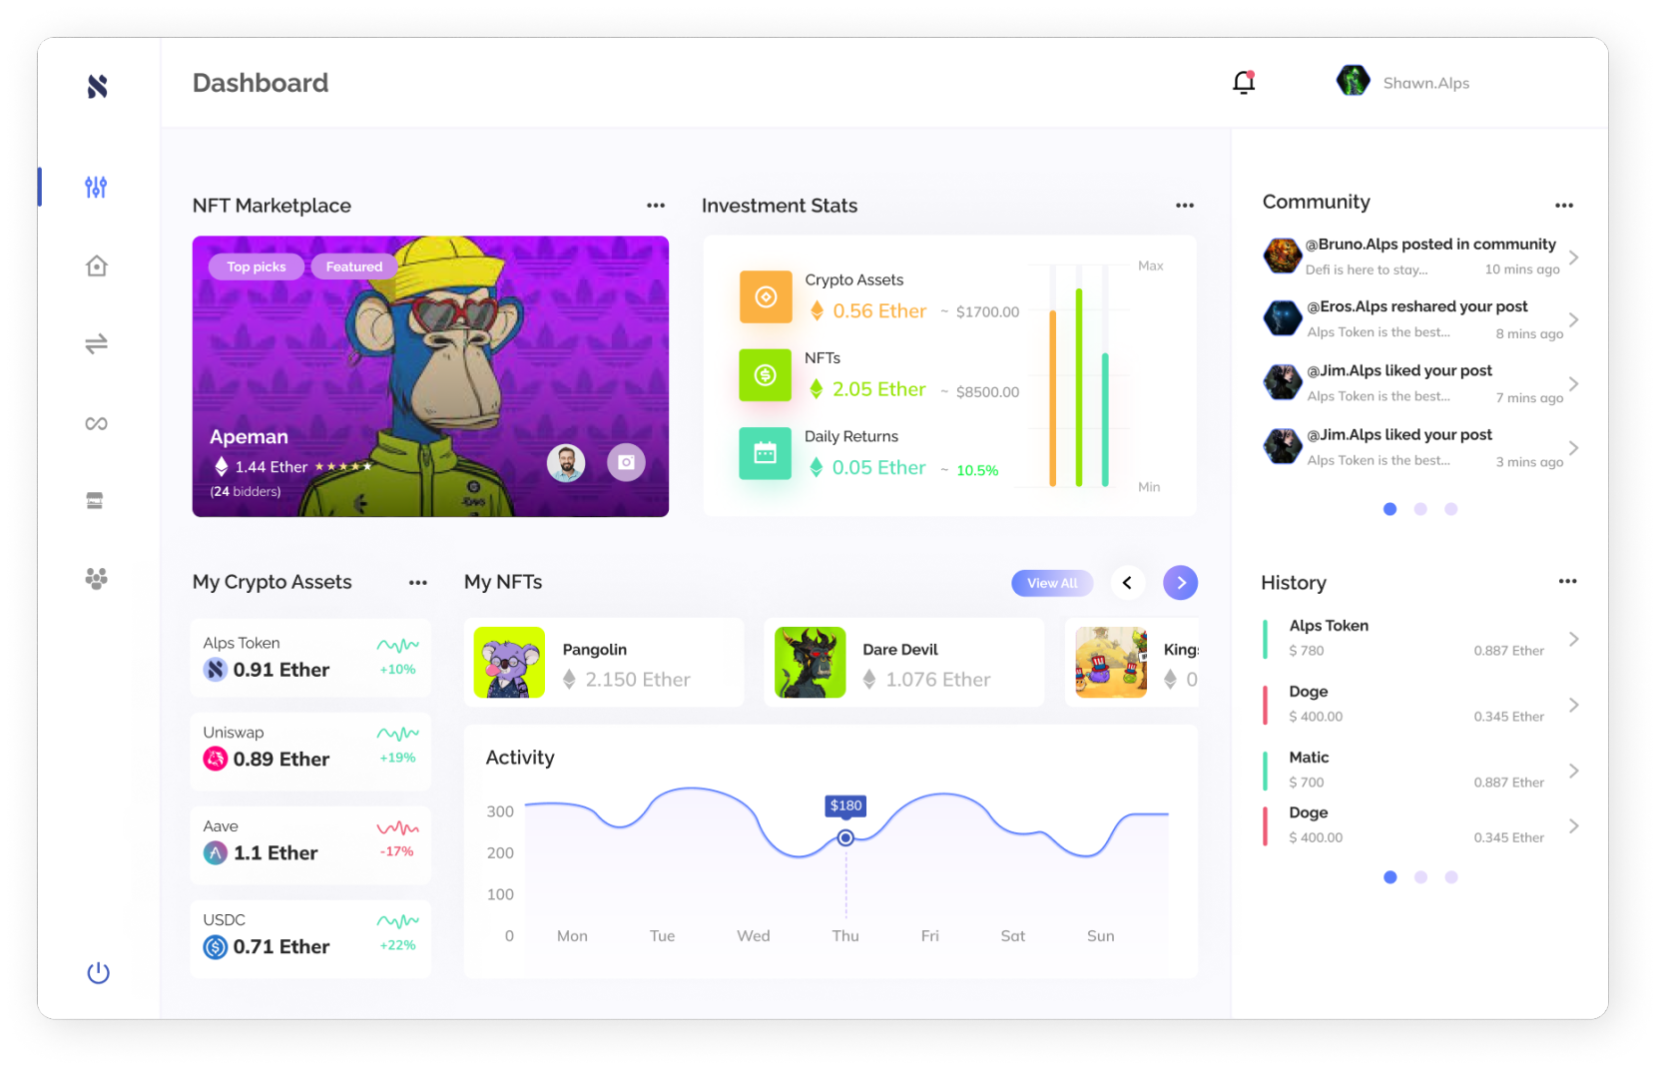 Dashboard
Shawn.Alps
NFT Marketplace
Top picks
Featured
Apeman
1.44 Ether
(24 bidders)
Investment Stats
Crypto Assets
0.56 Ether ~ $1700.00
NFTs
2.05 Ether ~ $8500.00
Daily Returns
0.05 Ether ~ 10.5%
Max
Min
Community
@Bruno.Alps posted in community
Defi is here to stay... 10 mins ago
@Eros.Alps reshared your post
Alps Token is the best... 8 mins ago
@Jim.Alps liked your post
Alps Token is the best... 7 mins ago
@Jim.Alps liked your post
Alps Token is the best... 3 mins ago
My Crypto Assets
Alps Token
0.91 Ether +10%
Uniswap
0.89 Ether +19%
Aave
1.1 Ether -17%
USDC
0.71 Ether +22%
My NFTs
View All
Pangolin
2.150 Ether
Dare Devil
1.076 Ether
Kings
0
Activity
300
200
100
0
$180
Mon Tue Wed Thu Fri Sat Sun
History
Alps Token
$ 780 0.887 Ether
Doge
$ 400.00 0.345 Ether
Matic
$ 700 0.887 Ether
Doge
$ 400.00 0.345 Ether